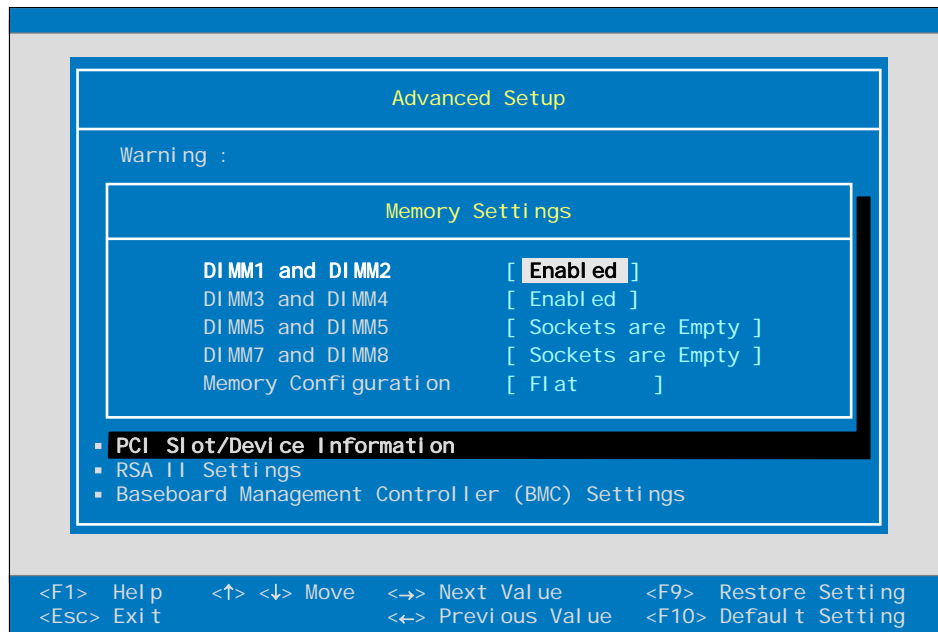 Advanced Setup
Warning :
Memory Settings
DIMM1 and DIMM2 [ Enabled ]
DIMM3 and DIMM4 [ Enabled ]
DIMM5 and DIMM5 [ Sockets are Empty ]
DIMM7 and DIMM8 [ Sockets are Empty ]
Memory Configuration [ Flat ]
▪ PCI Slot/Device Information
▪ RSA II Settings
▪ Baseboard Management Controller (BMC) Settings
<F1> Help <↑> <↓> Move <→> Next Value <F9> Restore Setting
<Esc> Exit <←> Previous Value <F10> Default Setting